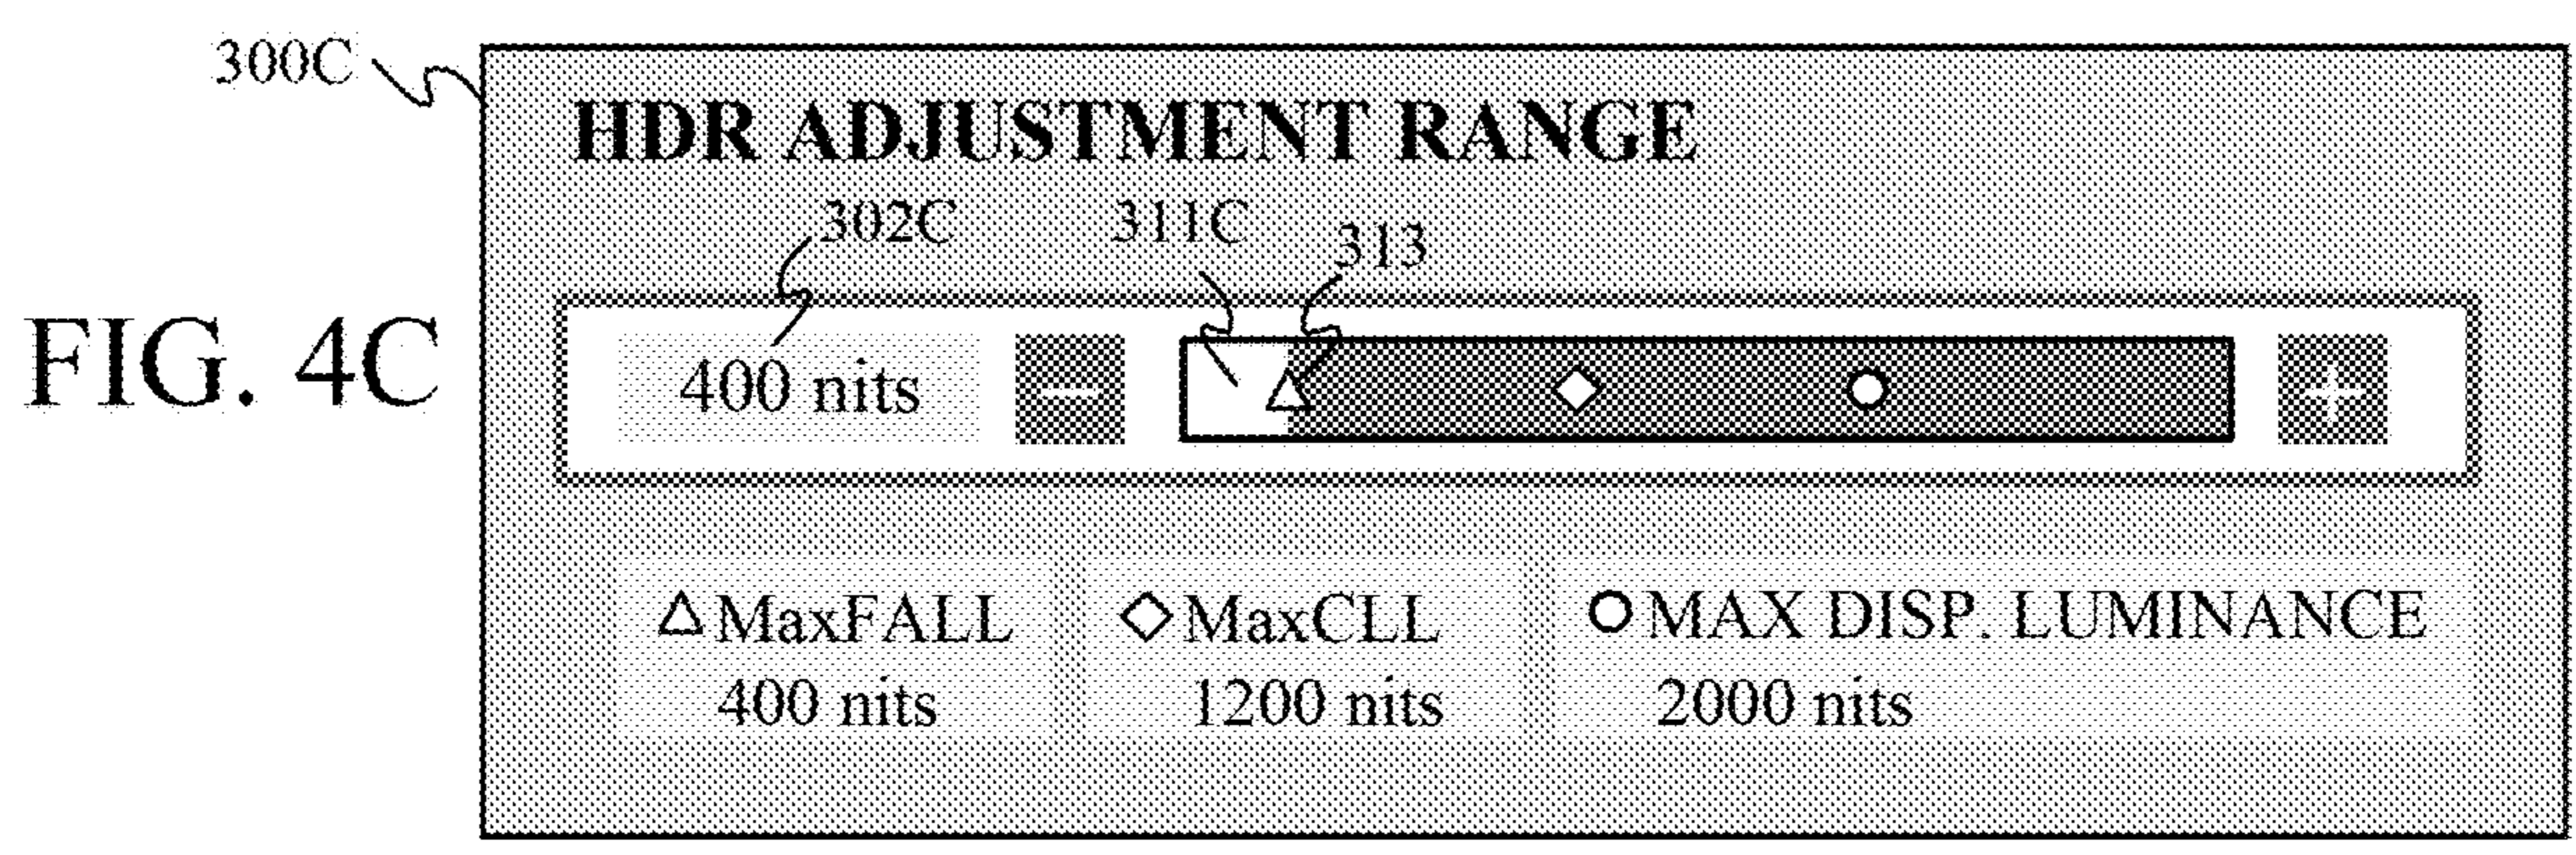 300C
HDR ADJUSTMENT RANGE
302C 311C 313
FIG. 4C
400 nits − +
△ MaxFALL ◇ MaxCLL ○ MAX DISP. LUMINANCE
400 nits 1200 nits 2000 nits